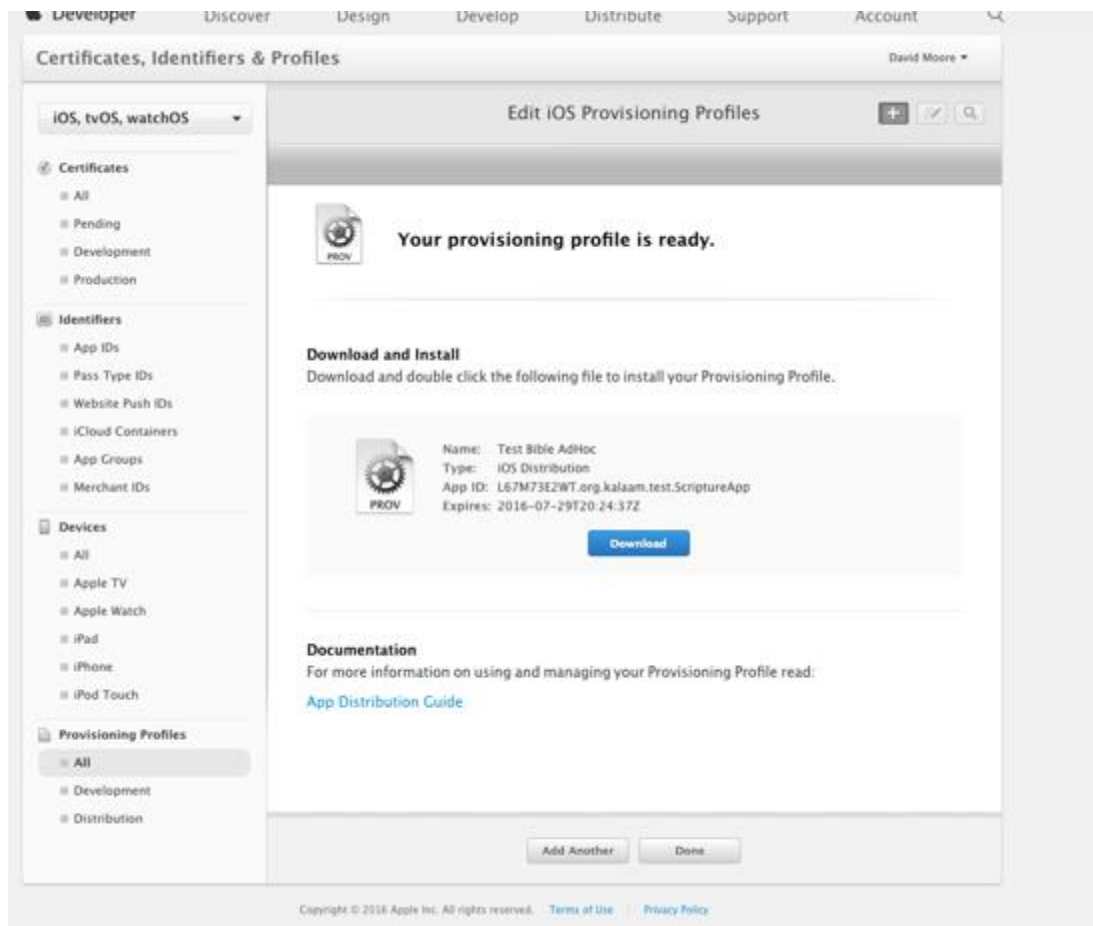 Developer Discover Design Develop Distribute Support Account
Certificates, Identifiers & Profiles
David Moore
iOS, tvOS, watchOS
Edit iOS Provisioning Profiles
Certificates
All
Pending
Development
Production
Identifiers
App IDs
Pass Type IDs
Website Push IDs
iCloud Containers
App Groups
Merchant IDs
Devices
All
Apple TV
Apple Watch
iPad
iPhone
iPod Touch
Provisioning Profiles
All
Development
Distribution
PROV
Your provisioning profile is ready.
Download and Install
Download and double click the following file to install your Provisioning Profile.
PROV
Name: Test Bible AdHoc
Type: iOS Distribution
App ID: L67M73E2WT.org.kalaam.test.ScriptureApp
Expires: 2016-07-29T20:24:37Z
Download
Documentation
For more information on using and managing your Provisioning Profile read:
App Distribution Guide
Add Another Done
Copyright © 2016 Apple Inc. All rights reserved. Terms of Use Privacy Policy